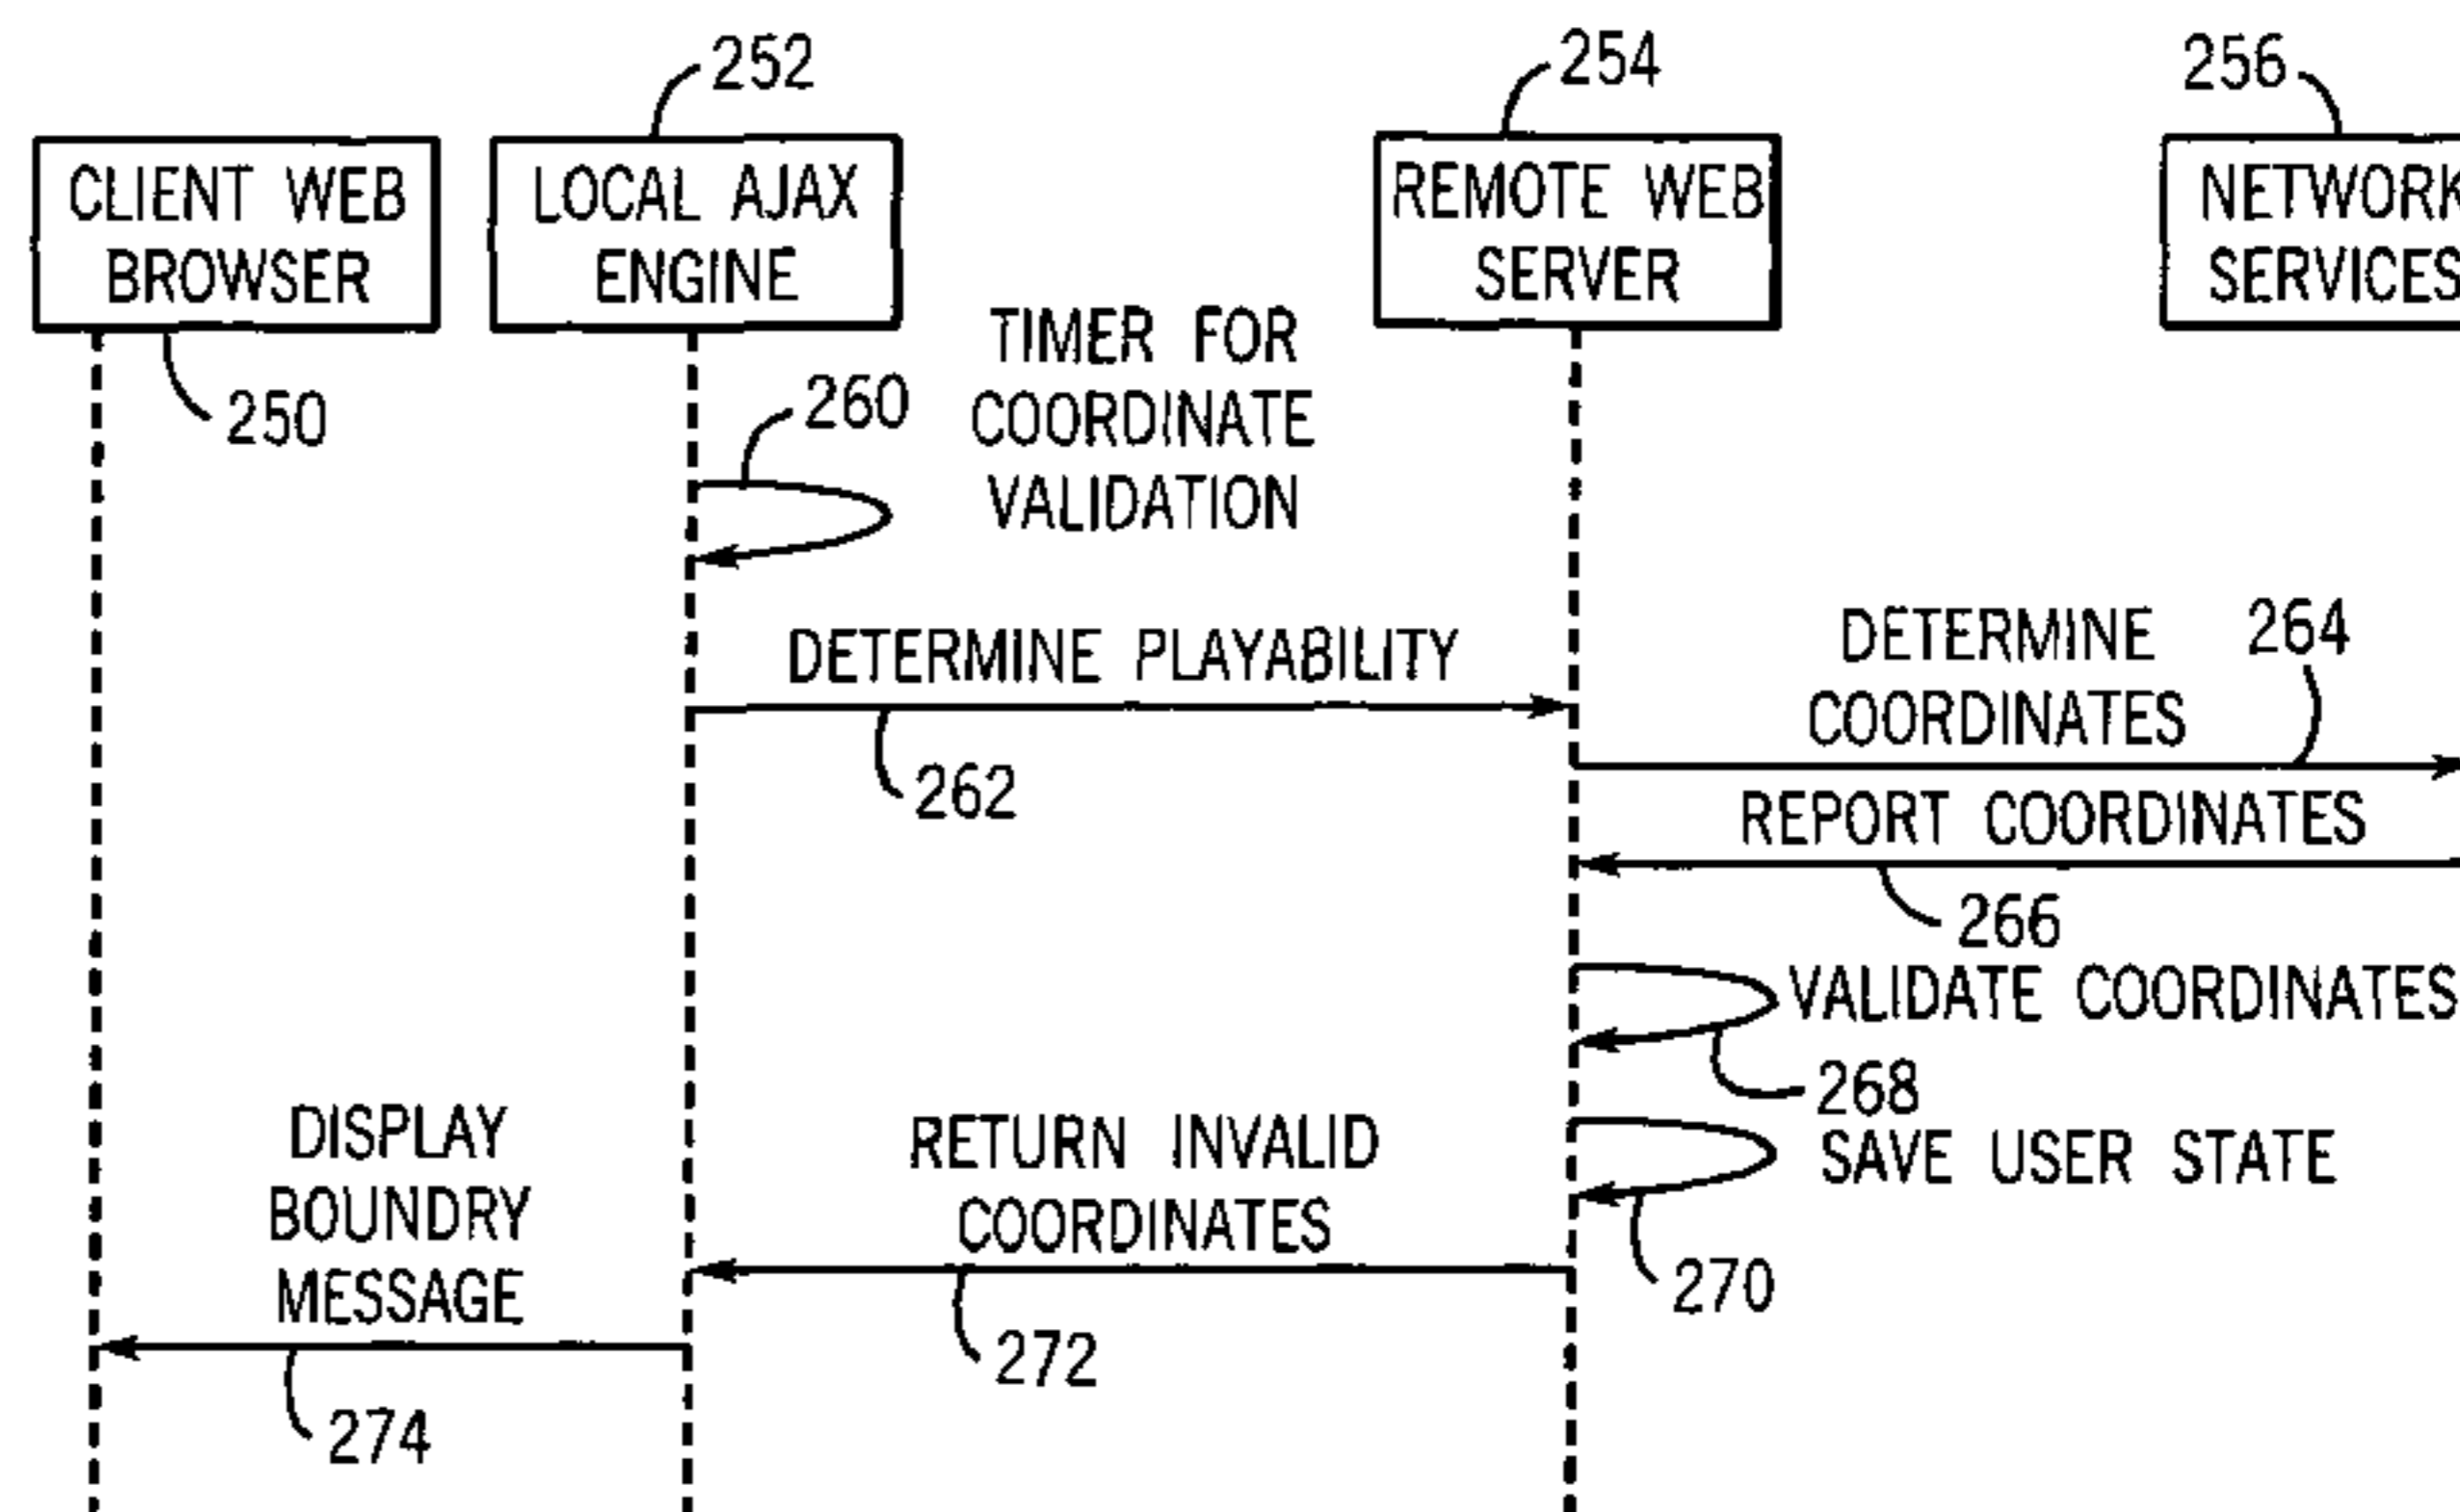 252
254
256
CLIENT WEB
BROWSER
LOCAL AJAX
ENGINE
REMOTE WEB
SERVER
NETWORK
SERVICES
250
260
TIMER FOR
COORDINATE
VALIDATION
DETERMINE PLAYABILITY
262
DETERMINE
COORDINATES
264
REPORT COORDINATES
266
VALIDATE COORDINATES
268
SAVE USER STATE
270
RETURN INVALID
COORDINATES
272
DISPLAY
BOUNDRY
MESSAGE
274